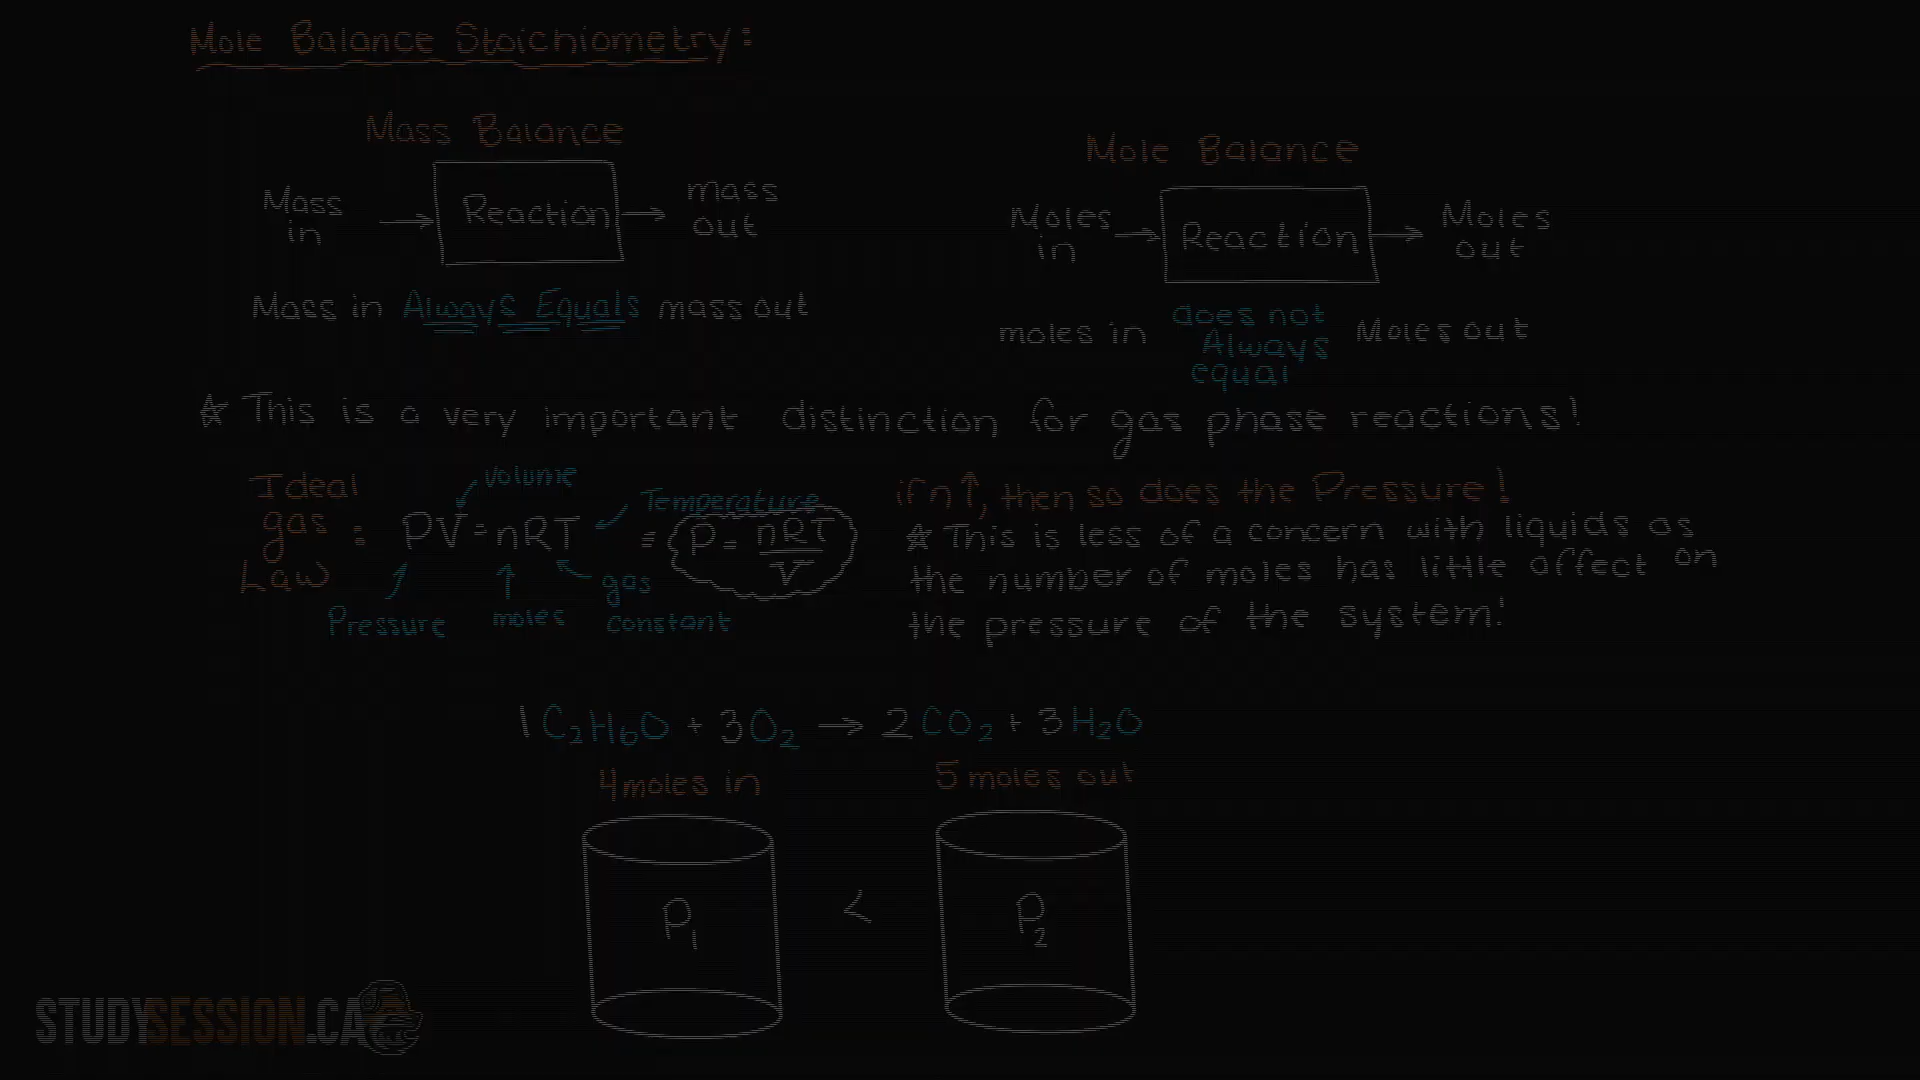 Mole Balance Stoichiometry:
Mass Balance
Mass in → Reaction → mass out
Mass in Always Equals mass out
Mole Balance
Moles in → Reaction → Moles out
moles in does not Always equal Moles out
☆ This is a very important distinction for gas phase reactions!
Ideal gas Law : PV=nRT = P = nRT/V
Volume
Temperature
Pressure
moles
gas constant
if n↑, then so does the Pressure!
☆ This is less of a concern with liquids as
the number of moles has little affect on
the pressure of the system!
1 C₂H₆O + 3O₂ → 2CO₂ + 3H₂O
4 moles in
5 moles out
P₁ < P₂
STUDYSESSION.CA